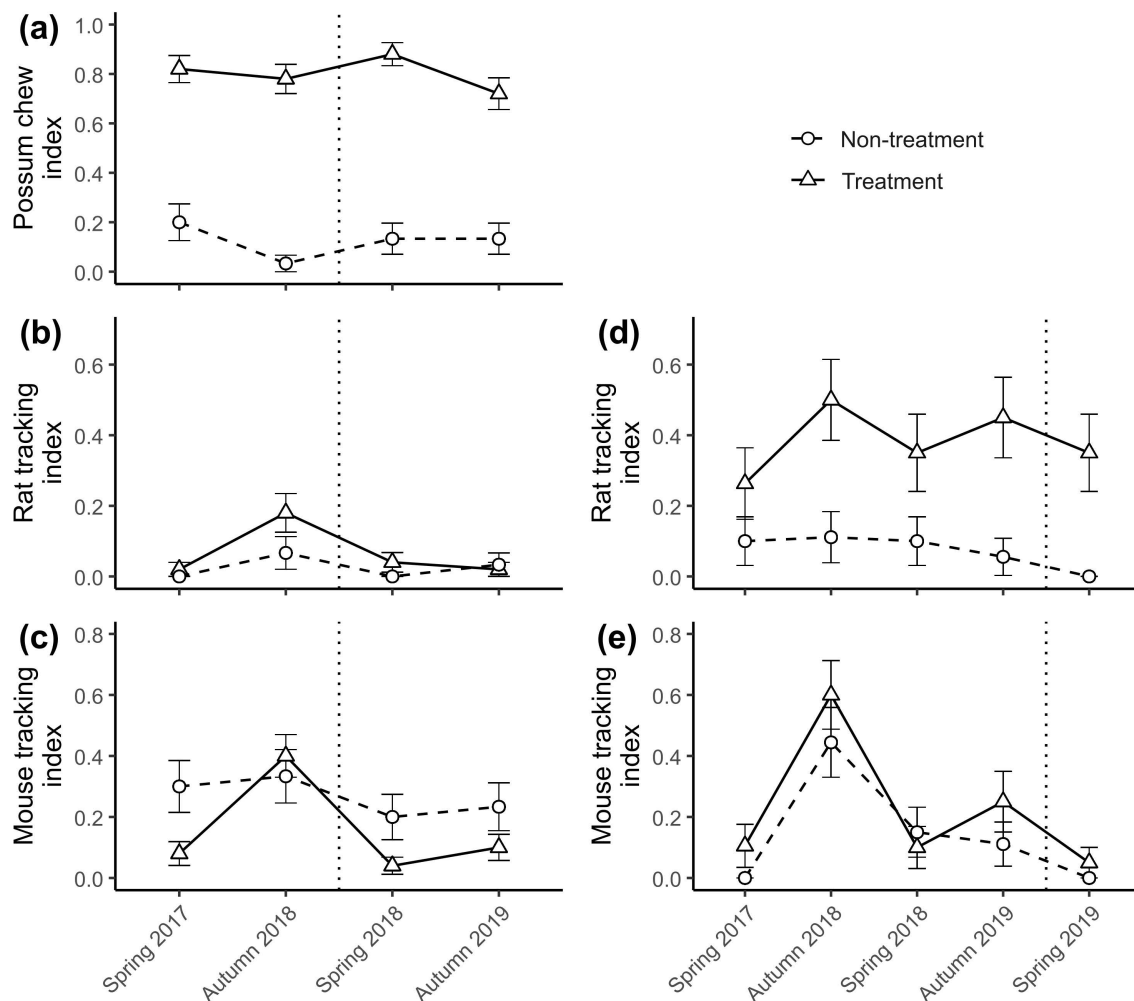 (a)
Possum chew
index
1.0
0.8
0.6
0.4
0.2
0.0
Non-treatment
Treatment
(b)
Rat tracking
index
0.6
0.4
0.2
0.0
(d)
Rat tracking
index
0.6
0.4
0.2
0.0
(c)
Mouse tracking
index
0.8
0.6
0.4
0.2
0.0
Spring 2017
Autumn 2018
Spring 2018
Autumn 2019
(e)
Mouse tracking
index
0.8
0.6
0.4
0.2
0.0
Spring 2017
Autumn 2018
Spring 2018
Autumn 2019
Spring 2019